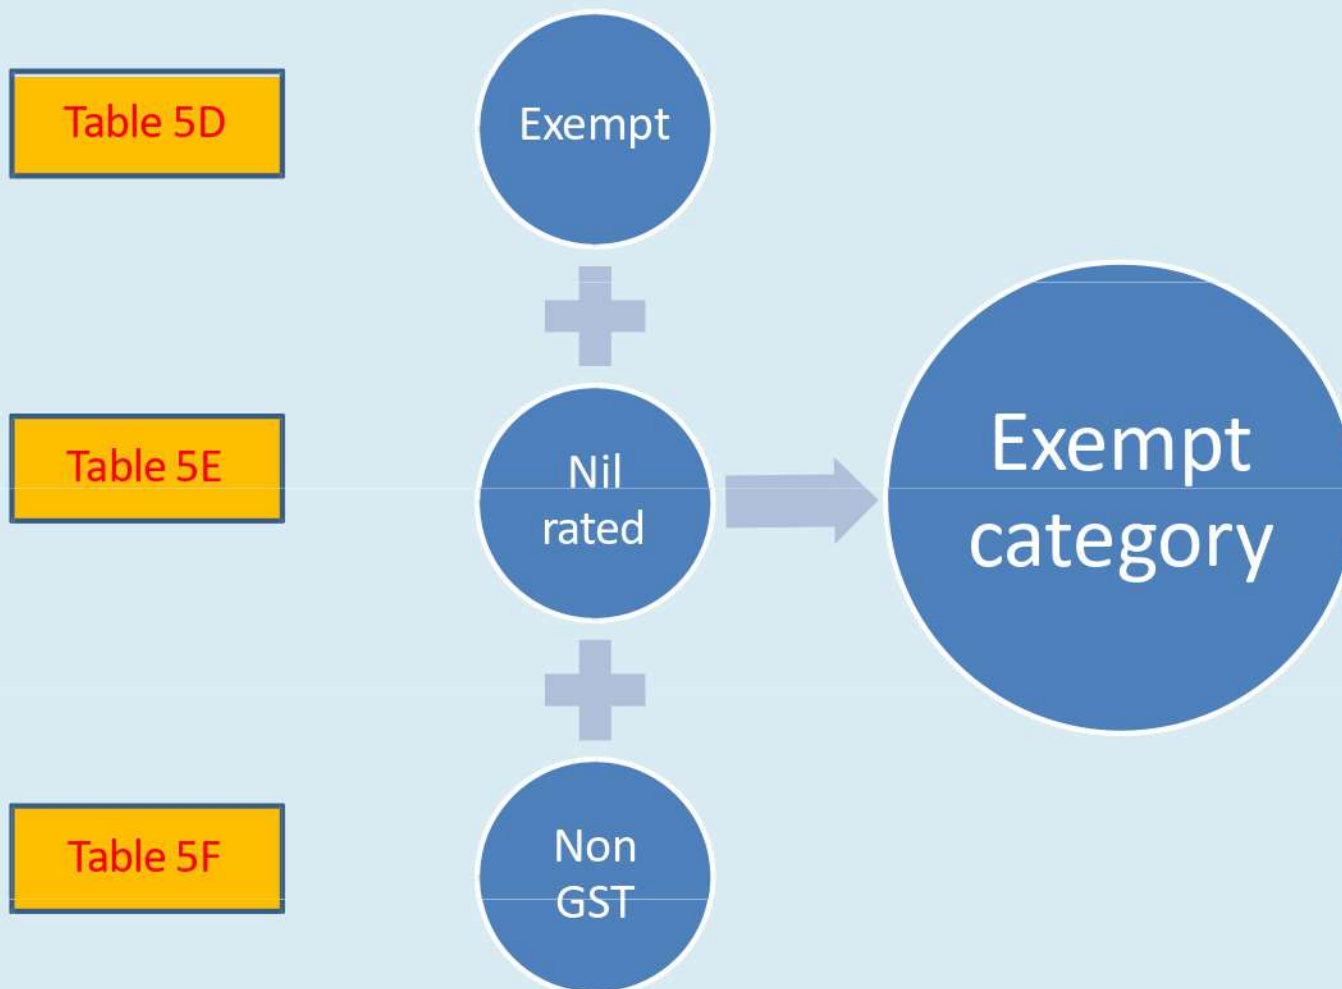 Table 5D
Exempt
Table 5E
Nil
rated
Exempt
category
Table 5F
Non
GST